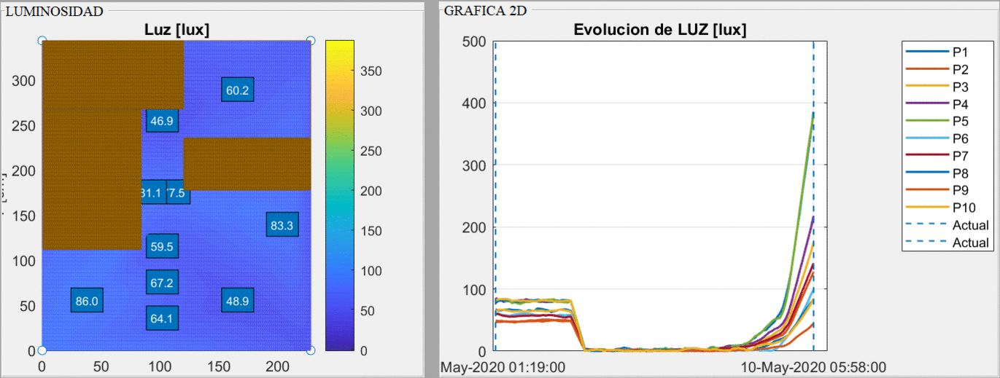 LUMINOSIDAD
Luz [lux]
300
250
200
150
100
50
0
0
50
100
150
200
60.2
46.9
31.1
7.5
83.3
59.5
67.2
86.0
48.9
64.1
350
300
250
200
150
100
50
0
GRAFICA 2D
Evolucion de LUZ [lux]
500
400
300
200
100
0
May-2020 01:19:00
10-May-2020 05:58:00
P1
P2
P3
P4
P5
P6
P7
P8
P9
P10
Actual
Actual